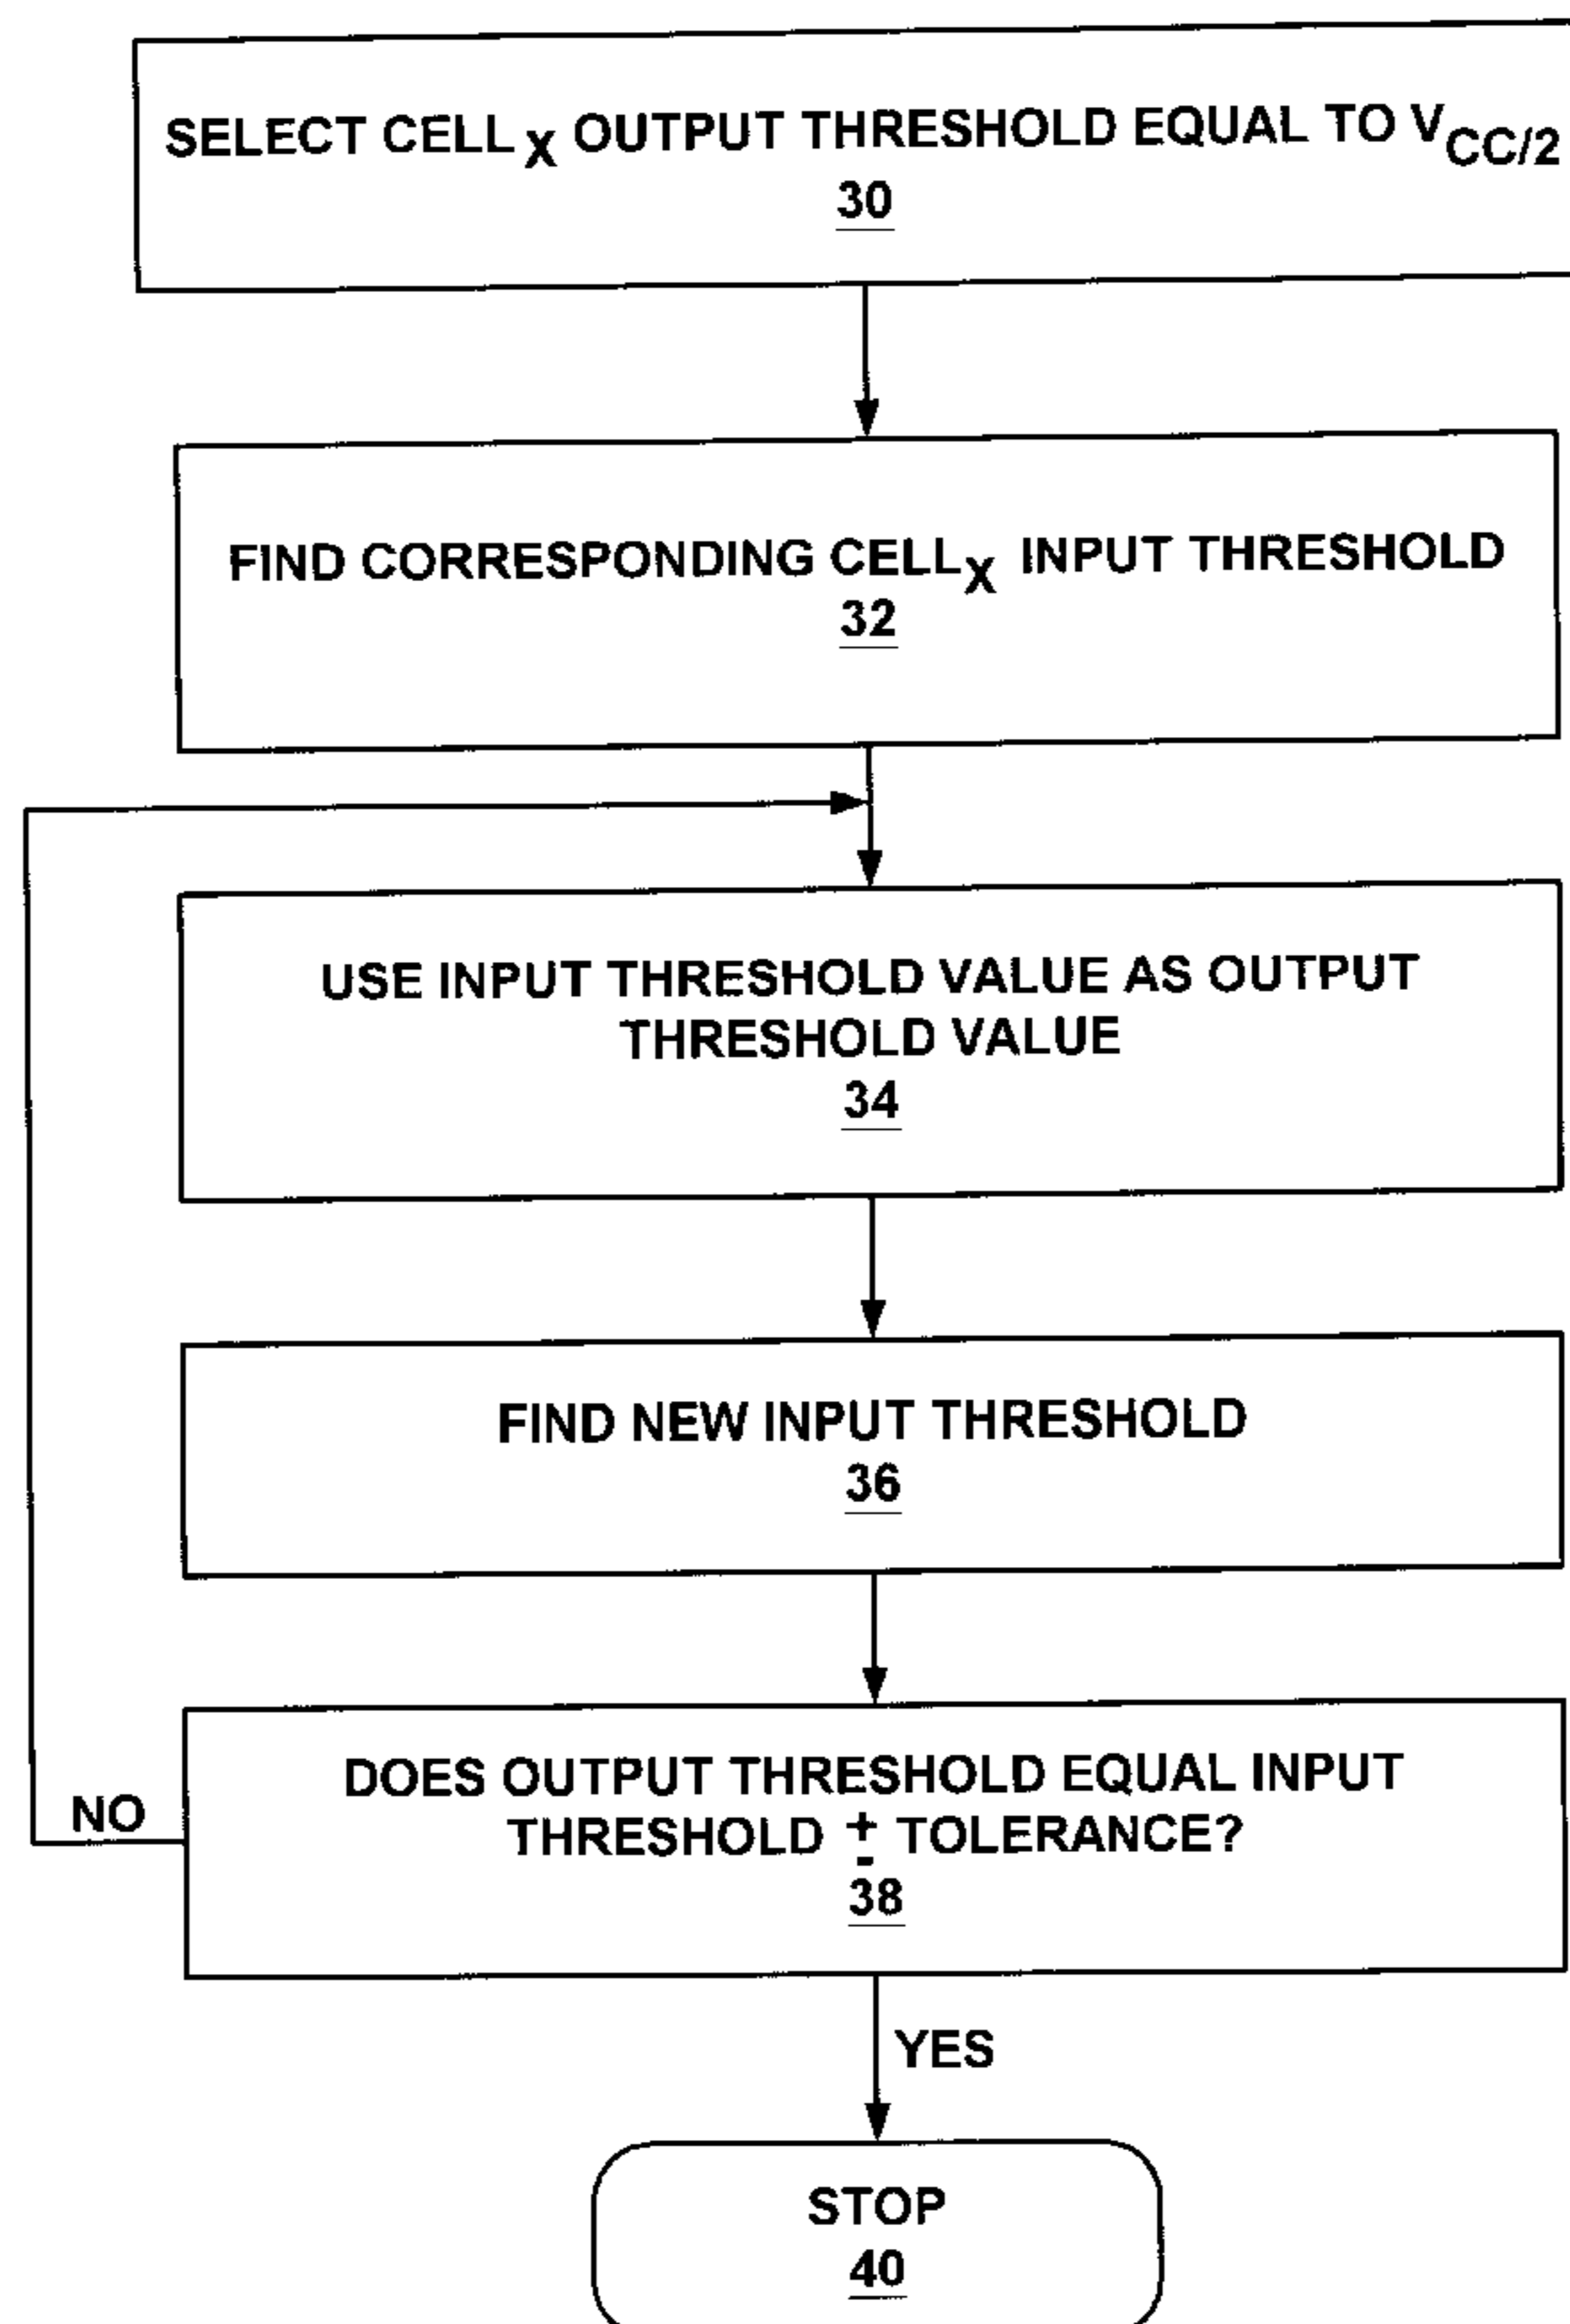 SELECT CELL X OUTPUT THRESHOLD EQUAL TO VCC/2
30
FIND CORRESPONDING CELLX INPUT THRESHOLD
32
USE INPUT THRESHOLD VALUE AS OUTPUT
THRESHOLD VALUE
34
FIND NEW INPUT THRESHOLD
36
DOES OUTPUT THRESHOLD EQUAL INPUT
THRESHOLD ± TOLERANCE?
38
NO
YES
STOP
40